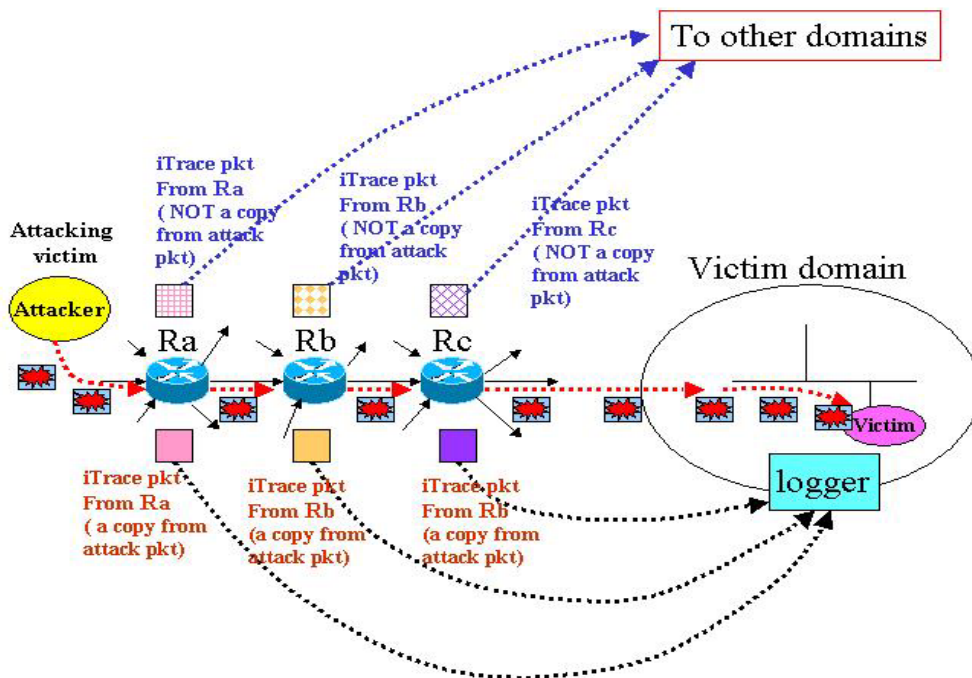 To other domains
iTrace pkt
From Ra
( NOT a copy
from attack
pkt)
iTrace pkt
From Rb
( NOT a copy
from attack
pkt)
iTrace pkt
From Rc
( NOT a copy
from attack
pkt)
Attacking
victim
Attacker
Victim domain
Ra
Rb
Rc
Victim
logger
iTrace pkt
From Ra
( a copy from
attack pkt)
iTrace pkt
From Rb
(a copy from
attack pkt)
iTrace pkt
From Rb
(a copy from
attack pkt)